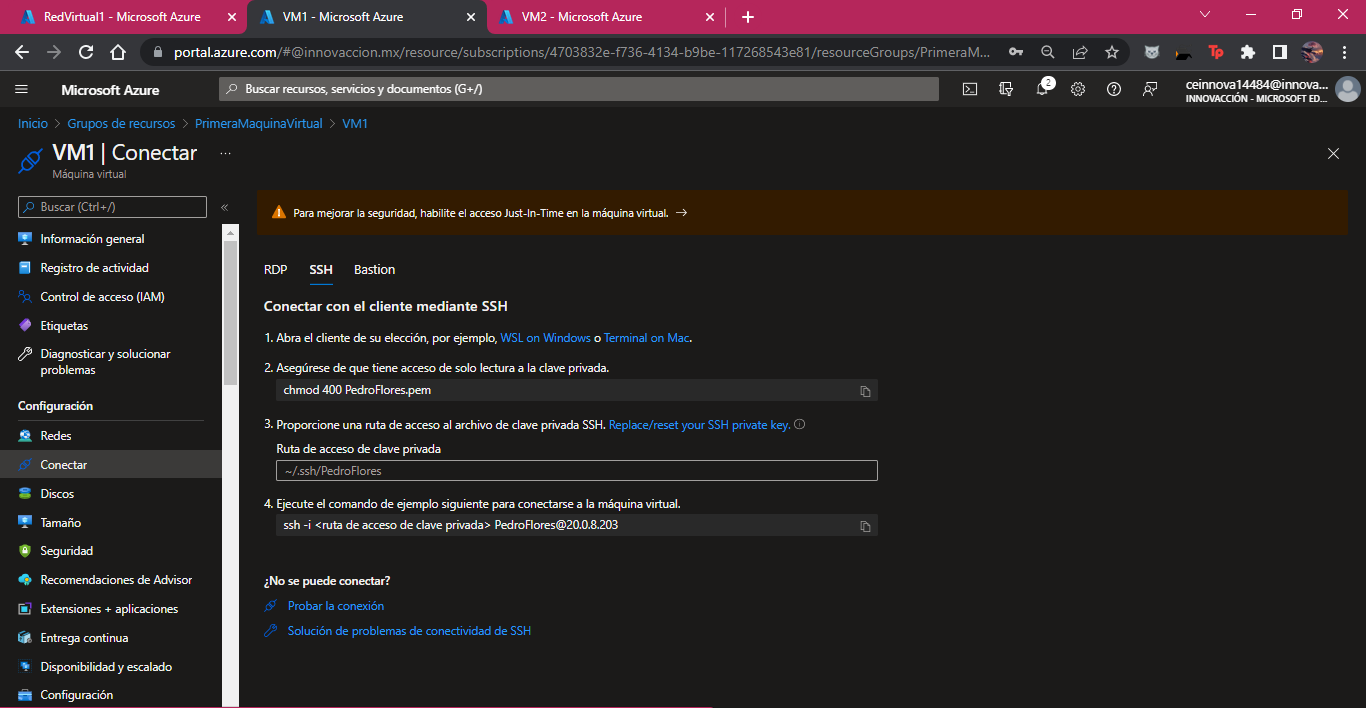 RedVirtual1 - Microsoft Azure
VM1 - Microsoft Azure
VM2 - Microsoft Azure
portal.azure.com/#@innovaccion.mx/resource/subscriptions/4703832e-f736-4134-b9be-117268543e81/resourceGroups/PrimeraM...
Tp
Microsoft Azure
Buscar recursos, servicios y documentos (G+/)
2
ceinnova14484@innova...
INNOVACCIÓN - MICROSOFT ED...
Inicio > Grupos de recursos > PrimeraMaquinaVirtual > VM1
VM1 | Conectar ...
Máquina virtual
Buscar (Ctrl+/)
«
Información general
Registro de actividad
Control de acceso (IAM)
Etiquetas
Diagnosticar y solucionar
problemas
Configuración
Redes
Conectar
Discos
Tamaño
Seguridad
Recomendaciones de Advisor
Extensiones + aplicaciones
Entrega continua
Disponibilidad y escalado
Configuración
Para mejorar la seguridad, habilite el acceso Just-In-Time en la máquina virtual. →
RDP
SSH
Bastion
Conectar con el cliente mediante SSH
1. Abra el cliente de su elección, por ejemplo, WSL on Windows o Terminal on Mac.
2. Asegúrese de que tiene acceso de solo lectura a la clave privada.
chmod 400 PedroFlores.pem
3. Proporcione una ruta de acceso al archivo de clave privada SSH. Replace/reset your SSH private key.
Ruta de acceso de clave privada
~/.ssh/PedroFlores
4. Ejecute el comando de ejemplo siguiente para conectarse a la máquina virtual.
ssh -i <ruta de acceso de clave privada> PedroFlores@20.0.8.203
¿No se puede conectar?
Probar la conexión
Solución de problemas de conectividad de SSH